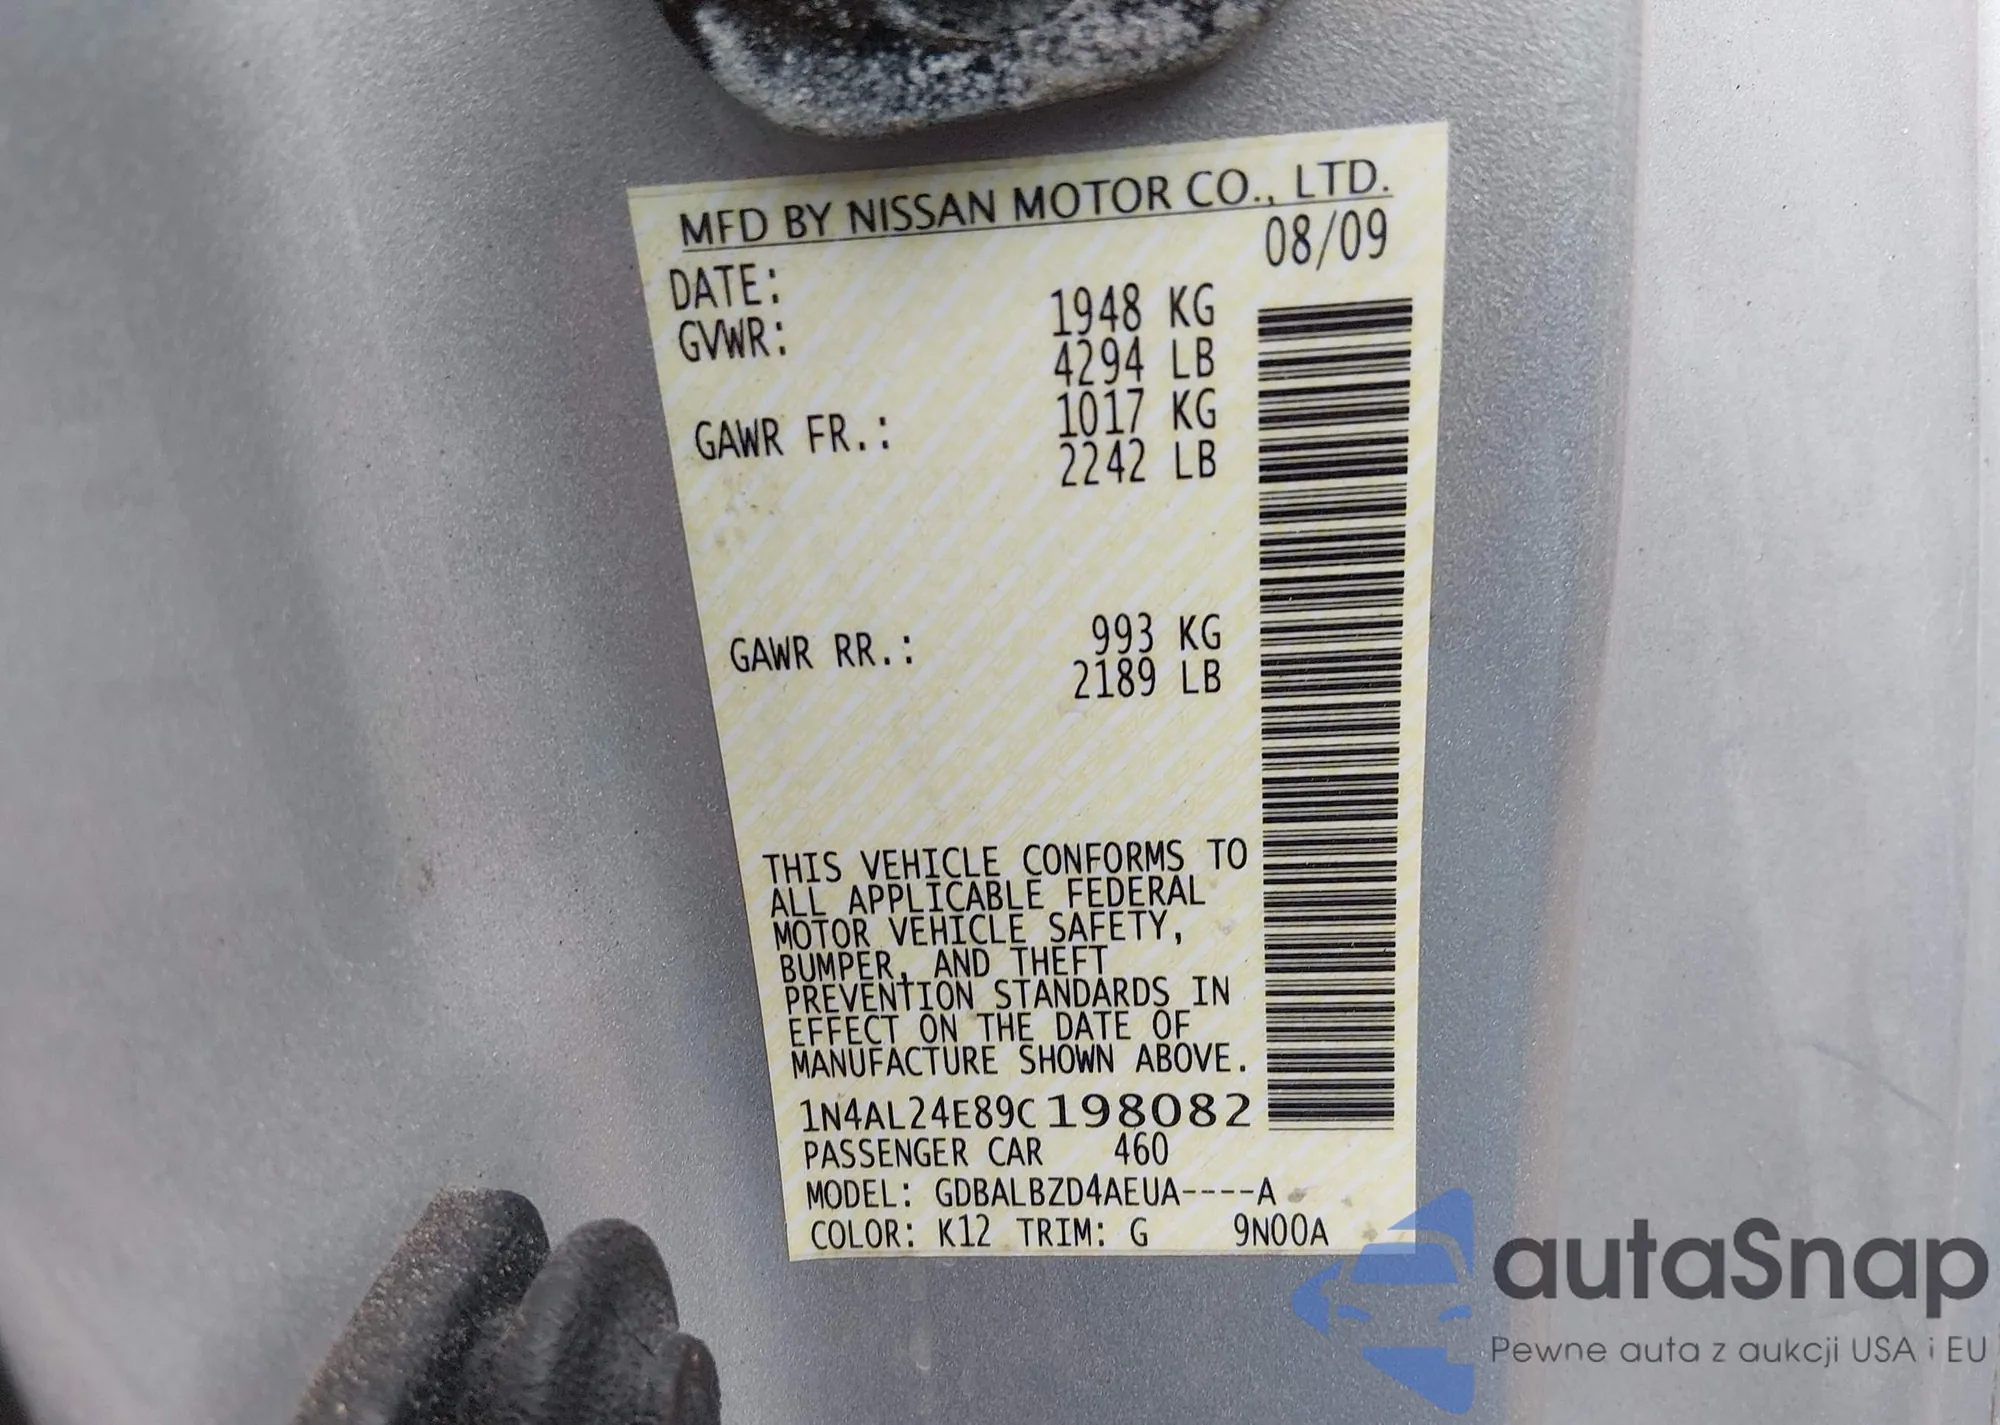 MFD BY NISSAN MOTOR CO., LTD.
DATE: 08/09
GVWR: 1948 KG
4294 LB
GAWR FR.: 1017 KG
2242 LB
GAWR RR.: 993 KG
2189 LB
THIS VEHICLE CONFORMS TO
ALL APPLICABLE FEDERAL
MOTOR VEHICLE SAFETY,
BUMPER, AND THEFT
PREVENTION STANDARDS IN
EFFECT ON THE DATE OF
MANUFACTURE SHOWN ABOVE.
1N4AL24E89C198082
PASSENGER CAR 460
MODEL: GDBALBZD4AEUA----A
COLOR: K12 TRIM: G 9N00A
autaSnap
Pewne auta z aukcji USA i EU